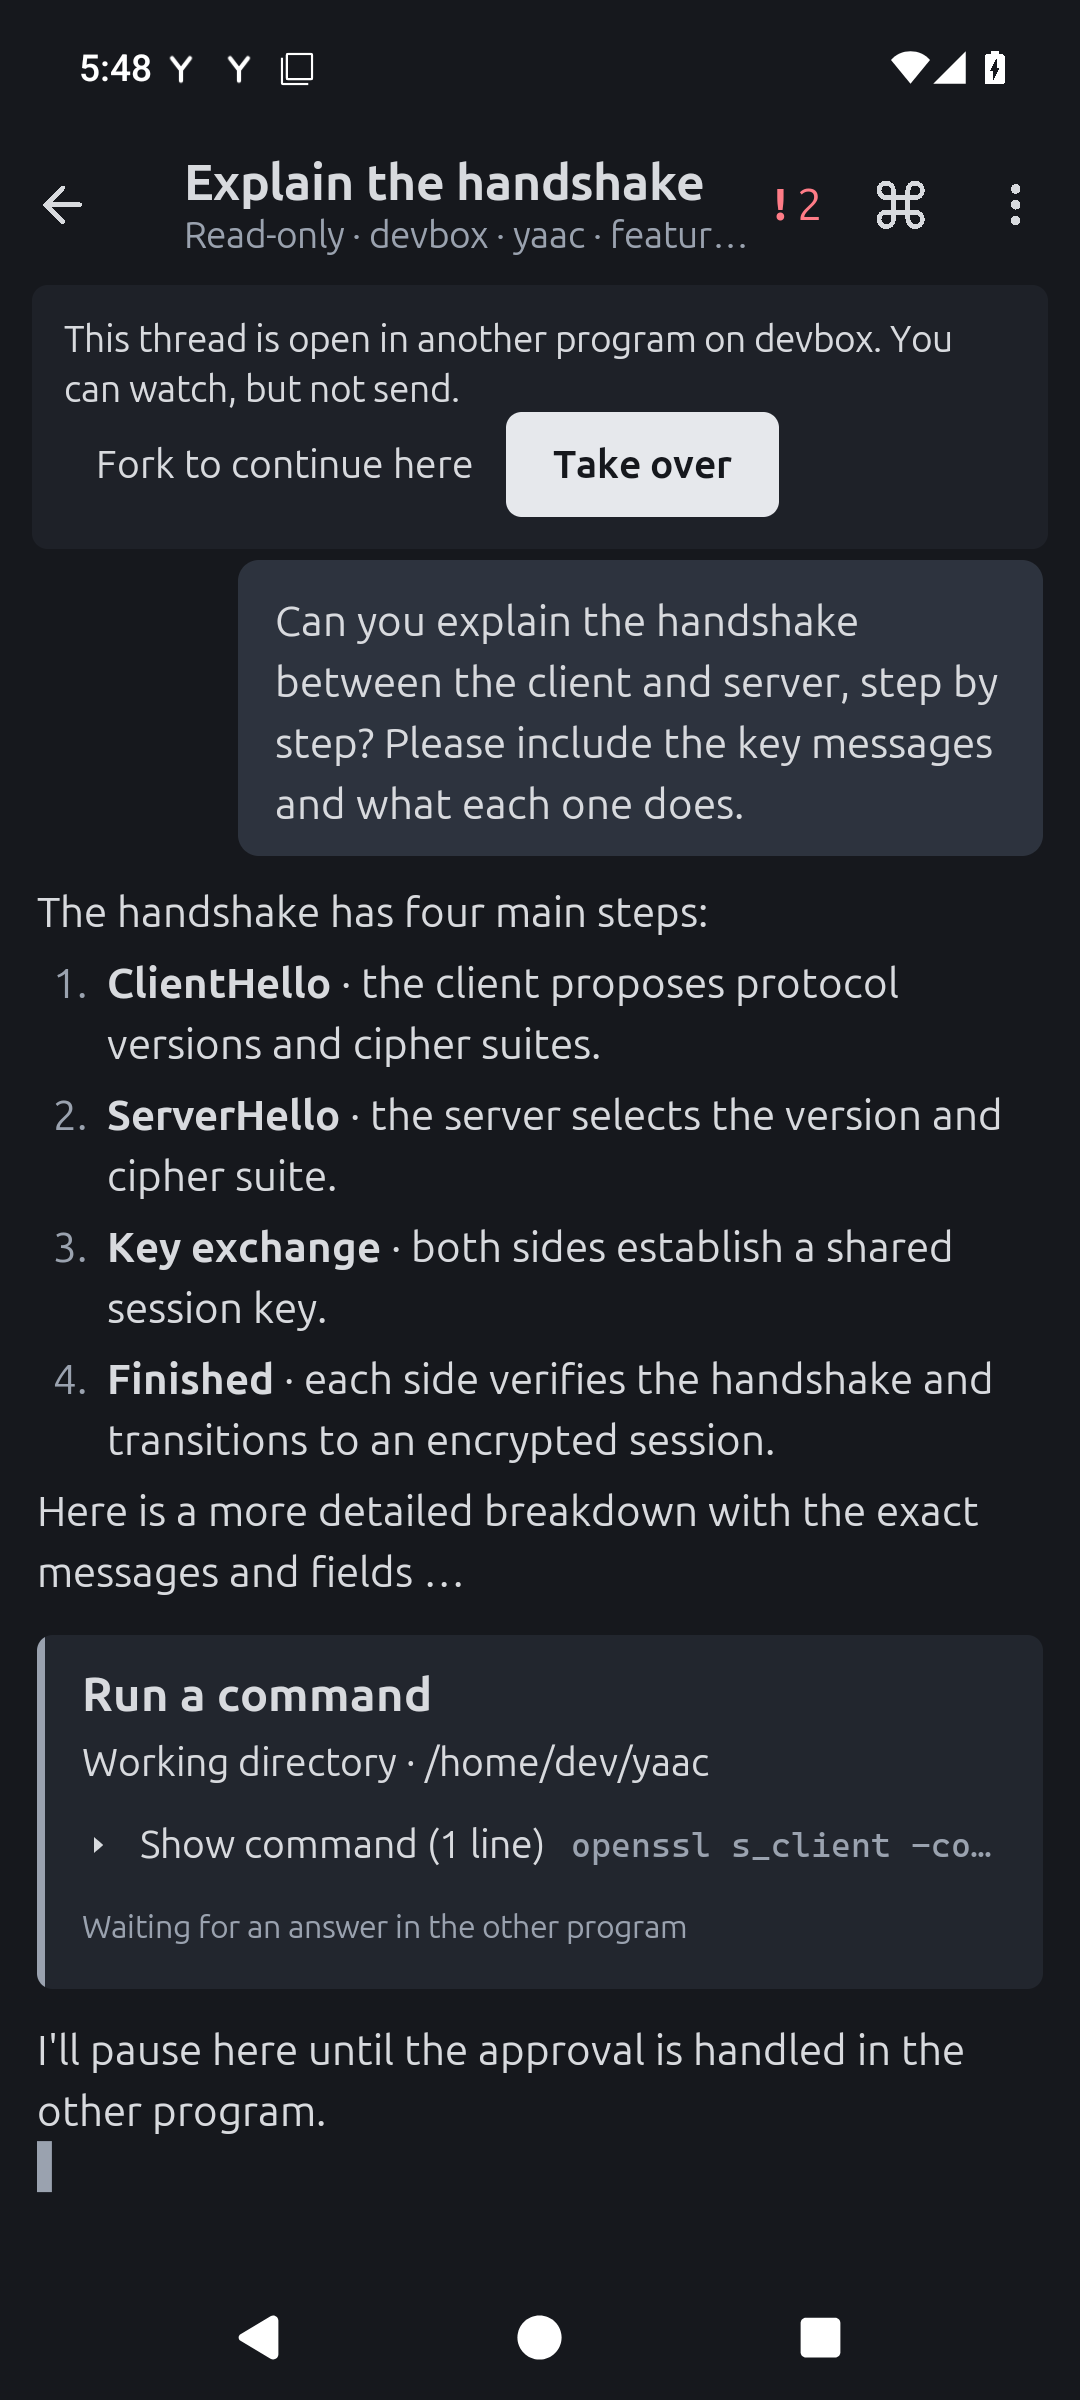 5:48
Explain the handshake
Read-only · devbox · yaac · featur…
! 2
This thread is open in another program on devbox. You
can watch, but not send.
Fork to continue here
Take over
Can you explain the handshake
between the client and server, step by
step? Please include the key messages
and what each one does.
The handshake has four main steps:
1. ClientHello · the client proposes protocol
versions and cipher suites.
2. ServerHello · the server selects the version and
cipher suite.
3. Key exchange · both sides establish a shared
session key.
4. Finished · each side verifies the handshake and
transitions to an encrypted session.
Here is a more detailed breakdown with the exact
messages and fields …
Run a command
Working directory · /home/dev/yaac
Show command (1 line) openssl s_client -co…
Waiting for an answer in the other program
I'll pause here until the approval is handled in the
other program.